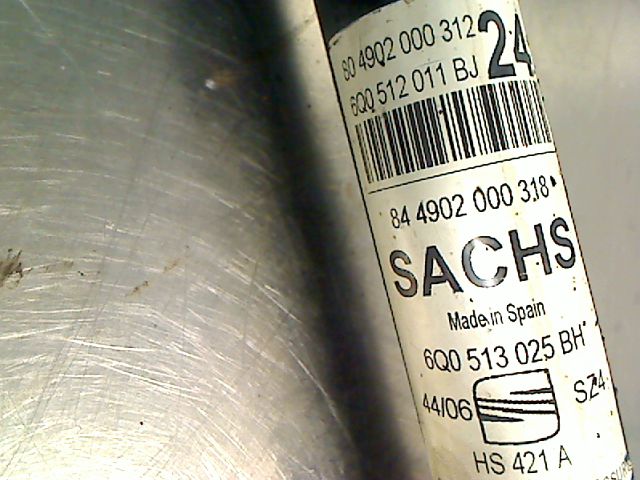 80 4902 000 312 24
6Q0 512 011 BJ
84 4902 000 318
SACHS
Made in Spain
6Q0 513 025 BH
44/06 SZ4
HS 421 A